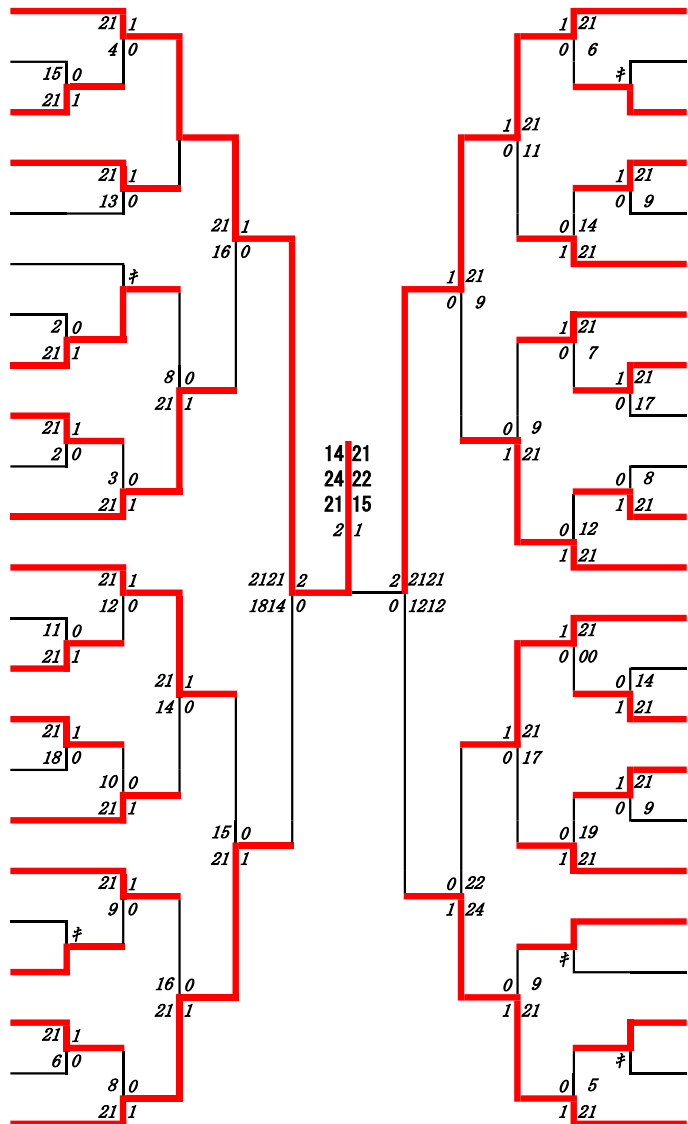 21 1 1 21
4 0 0 6
15 0 ｷ
21 1
1 21
0 11
21 1 1 21
13 0 0 9
21 1 0 14
16 0 1 21
ｷ 1 21
0 9
2 0 1 21
21 1 0 7
8 0 1 21
21 1 0 17
21 1 0 9
2 0 14 21 1 21
3 0 24 22 0 8
21 1 21 15 1 21
2 1 0 12
1 21
21 1 2121 2 2 2121
12 0 1814 0 0 1212
11 0 1 21
21 1 0 00
21 1 0 14
14 0 1 21
21 1 1 21
18 0 0 17
10 0 1 21
21 1 0 9
15 0 0 19
21 1 1 21
21 1 0 22
9 0 1 24
ｷ
ｷ
16 0 0 9
21 1 1 21
21 1
6 0 ｷ
8 0 0 5
21 1 1 21